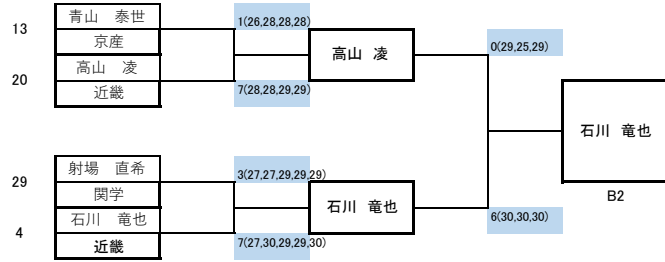 13
青山 泰世
京産
1(26,28,28,28)
20
高山 凌
近畿
7(28,28,29,29)
高山 凌
0(29,25,29)
29
射場 直希
関学
3(27,27,29,29,29)
4
石川 竜也
近畿
7(27,30,29,29,30)
石川 竜也
6(30,30,30)
石川 竜也
B2